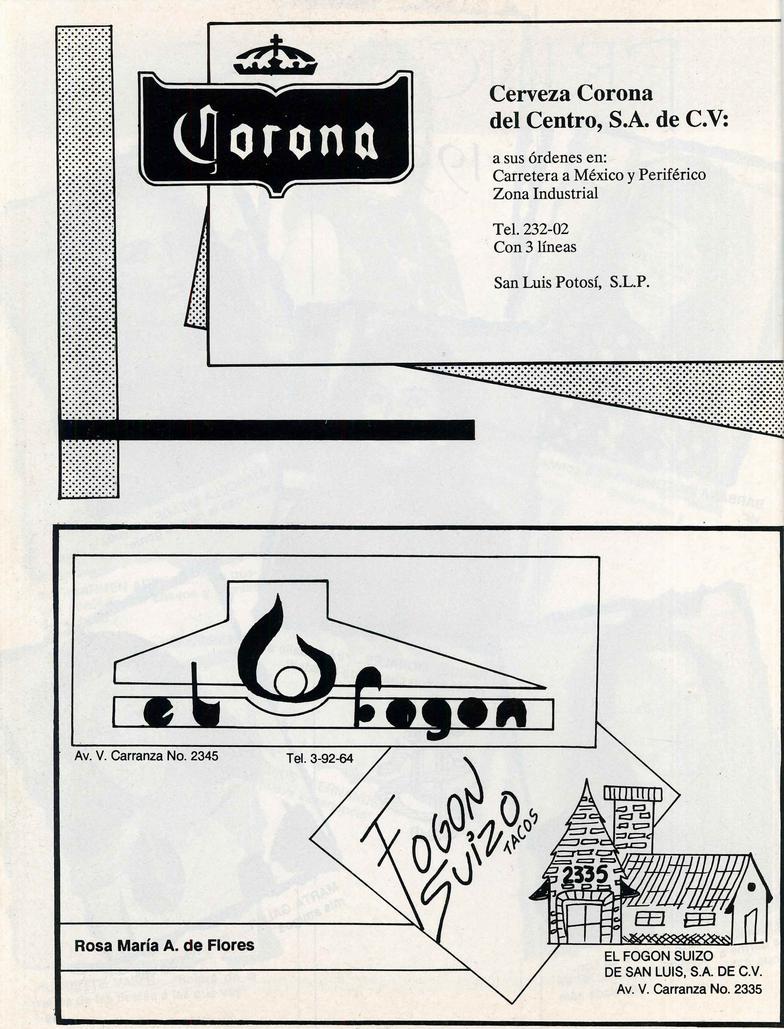 Corona
Cerveza Corona
del Centro, S.A. de C.V:
a sus órdenes en:
Carretera a México y Periférico
Zona Industrial
Tel. 232-02
Con 3 líneas
San Luis Potosí, S.L.P.
el fogon
Av. V. Carranza No. 2345
Tel. 3-92-64
FOGON
SUIZO
TACOS
2335
Rosa María A. de Flores
EL FOGON SUIZO
DE SAN LUIS, S.A. DE C.V.
Av. V. Carranza No. 2335